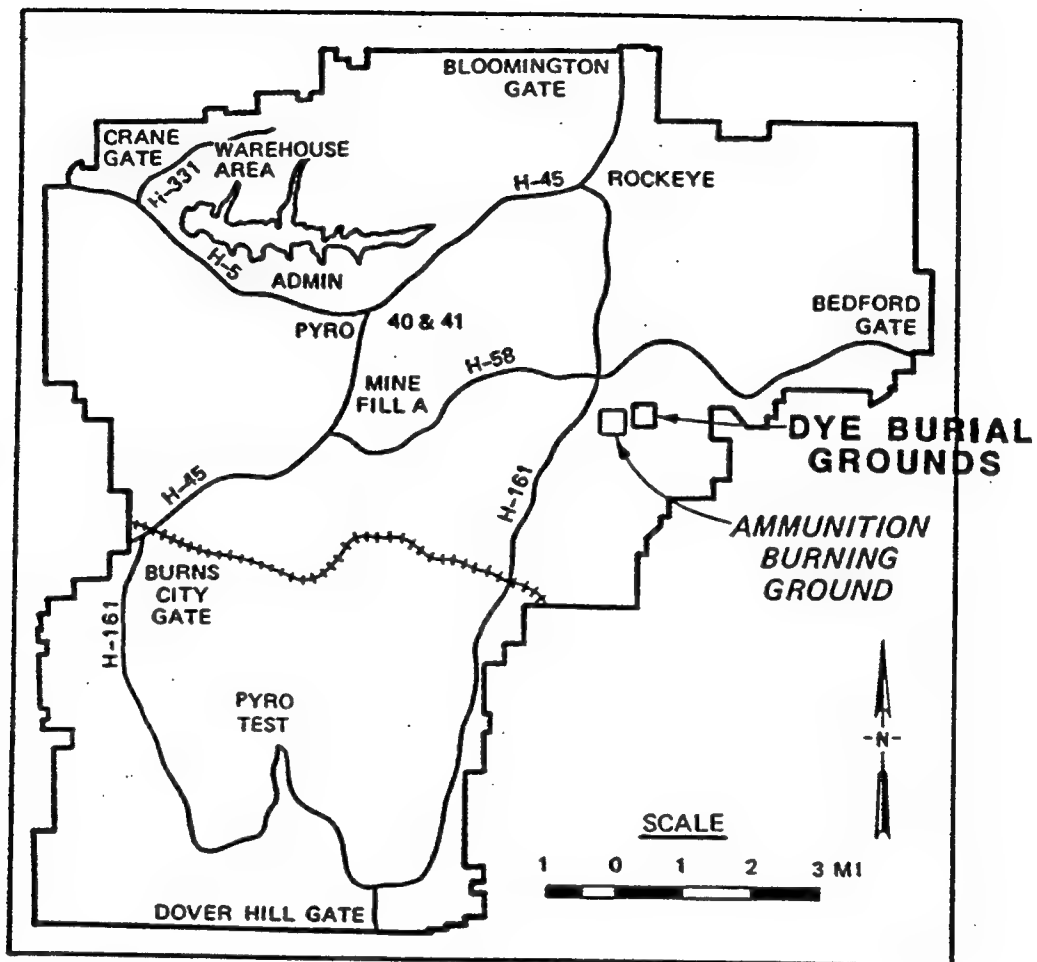 BLOOMINGTON
GATE
CRANE
GATE
WAREHOUSE
AREA
H-331
H-45
ROCKEYE
H-5
ADMIN
BEDFORD
GATE
PYRO
40 & 41
H-58
MINE
FILL A
DYE BURIAL
GROUNDS
H-45
H-161
AMMUNITION
BURNING
GROUND
BURNS
CITY
GATE
H-161
PYRO
TEST
-N-
SCALE
1 0 1 2 3 MI
DOVER HILL GATE